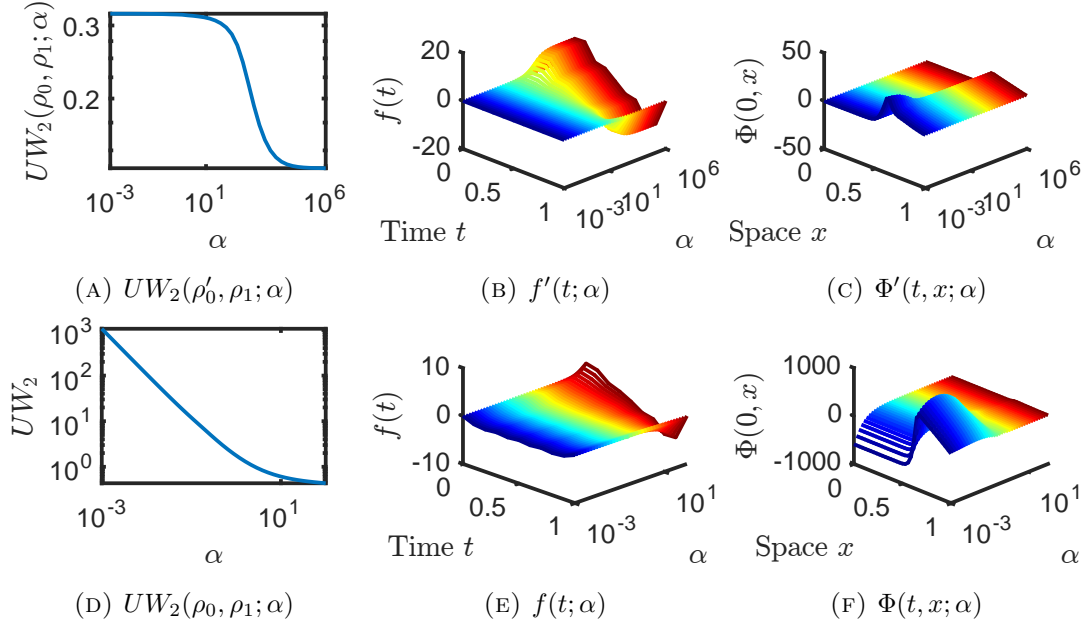 UW₂(ρ₀, ρ₁; α)
0.3
0.2
10⁻³
10¹
10⁶
α
f(t)
20
0
-20
0
0.5
1
10⁻³
10¹
10⁶
Time t
α
Φ(0, x)
50
0
-50
0
0.5
1
10⁻³
10¹
10⁶
Space x
α
(A) UW₂(ρ′₀, ρ₁; α)
(B) f′(t; α)
(C) Φ′(t, x; α)
UW₂
10³
10²
10¹
10⁰
10⁻³
10¹
α
f(t)
10
0
-10
0
0.5
1
10⁻³
10¹
Time t
α
Φ(0, x)
1000
0
-1000
0
0.5
1
10⁻³
10¹
Space x
α
(D) UW₂(ρ₀, ρ₁; α)
(E) f(t; α)
(F) Φ(t, x; α)